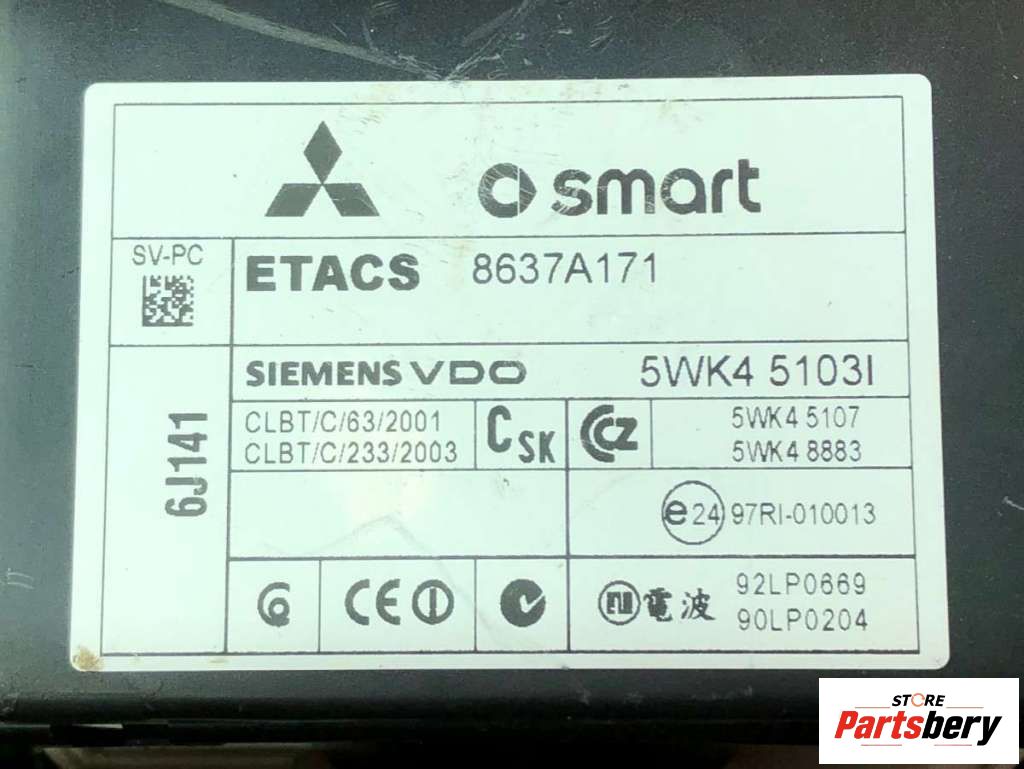 smart
SV-PC
ETACS 8637A171
SIEMENS VDO 5WK4 5103I
6J141
CLBT/C/63/2001
CLBT/C/233/2003
CSK
CCZ
5WK4 5107
5WK4 8883
e24 97RI-010013
CE
電波
92LP0669
90LP0204
STORE
Partsbery